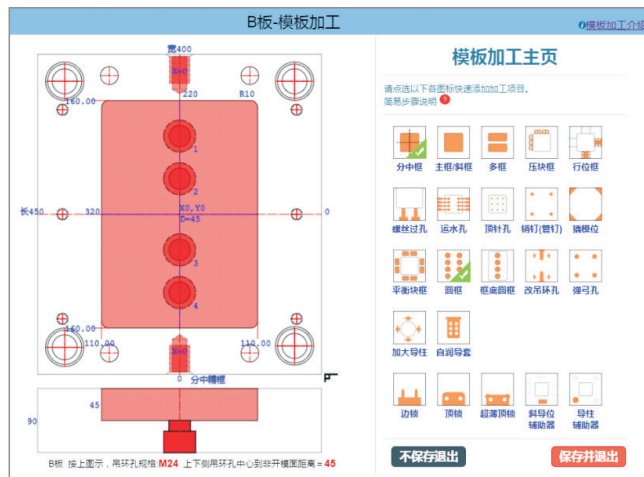 B板-模板加工
模板加工介绍
宽400
X=0
160.00
220
R10
1
2
长450
320
X0,Y0
D=45
0
3
4
160.00
110.00
X=0
110.00
0
分中精框
45
90
B板 按上图示，吊环孔规格:M24 上下侧吊环孔中心到非开模面距离=45
模板加工主页
请点选以下各图标快速添加加工项目。
简易步骤说明 ?
分中框 主框/斜框 多框 压块框 行位框
螺丝过孔 运水孔 顶针孔 销钉(管钉) 撬模位
平衡块框 圆框 框底圆框 改吊环孔 弹弓孔
加大导柱 自润导套
边锁 顶锁 超薄顶锁 斜导位辅助器 导柱辅助器
不保存退出 保存并退出